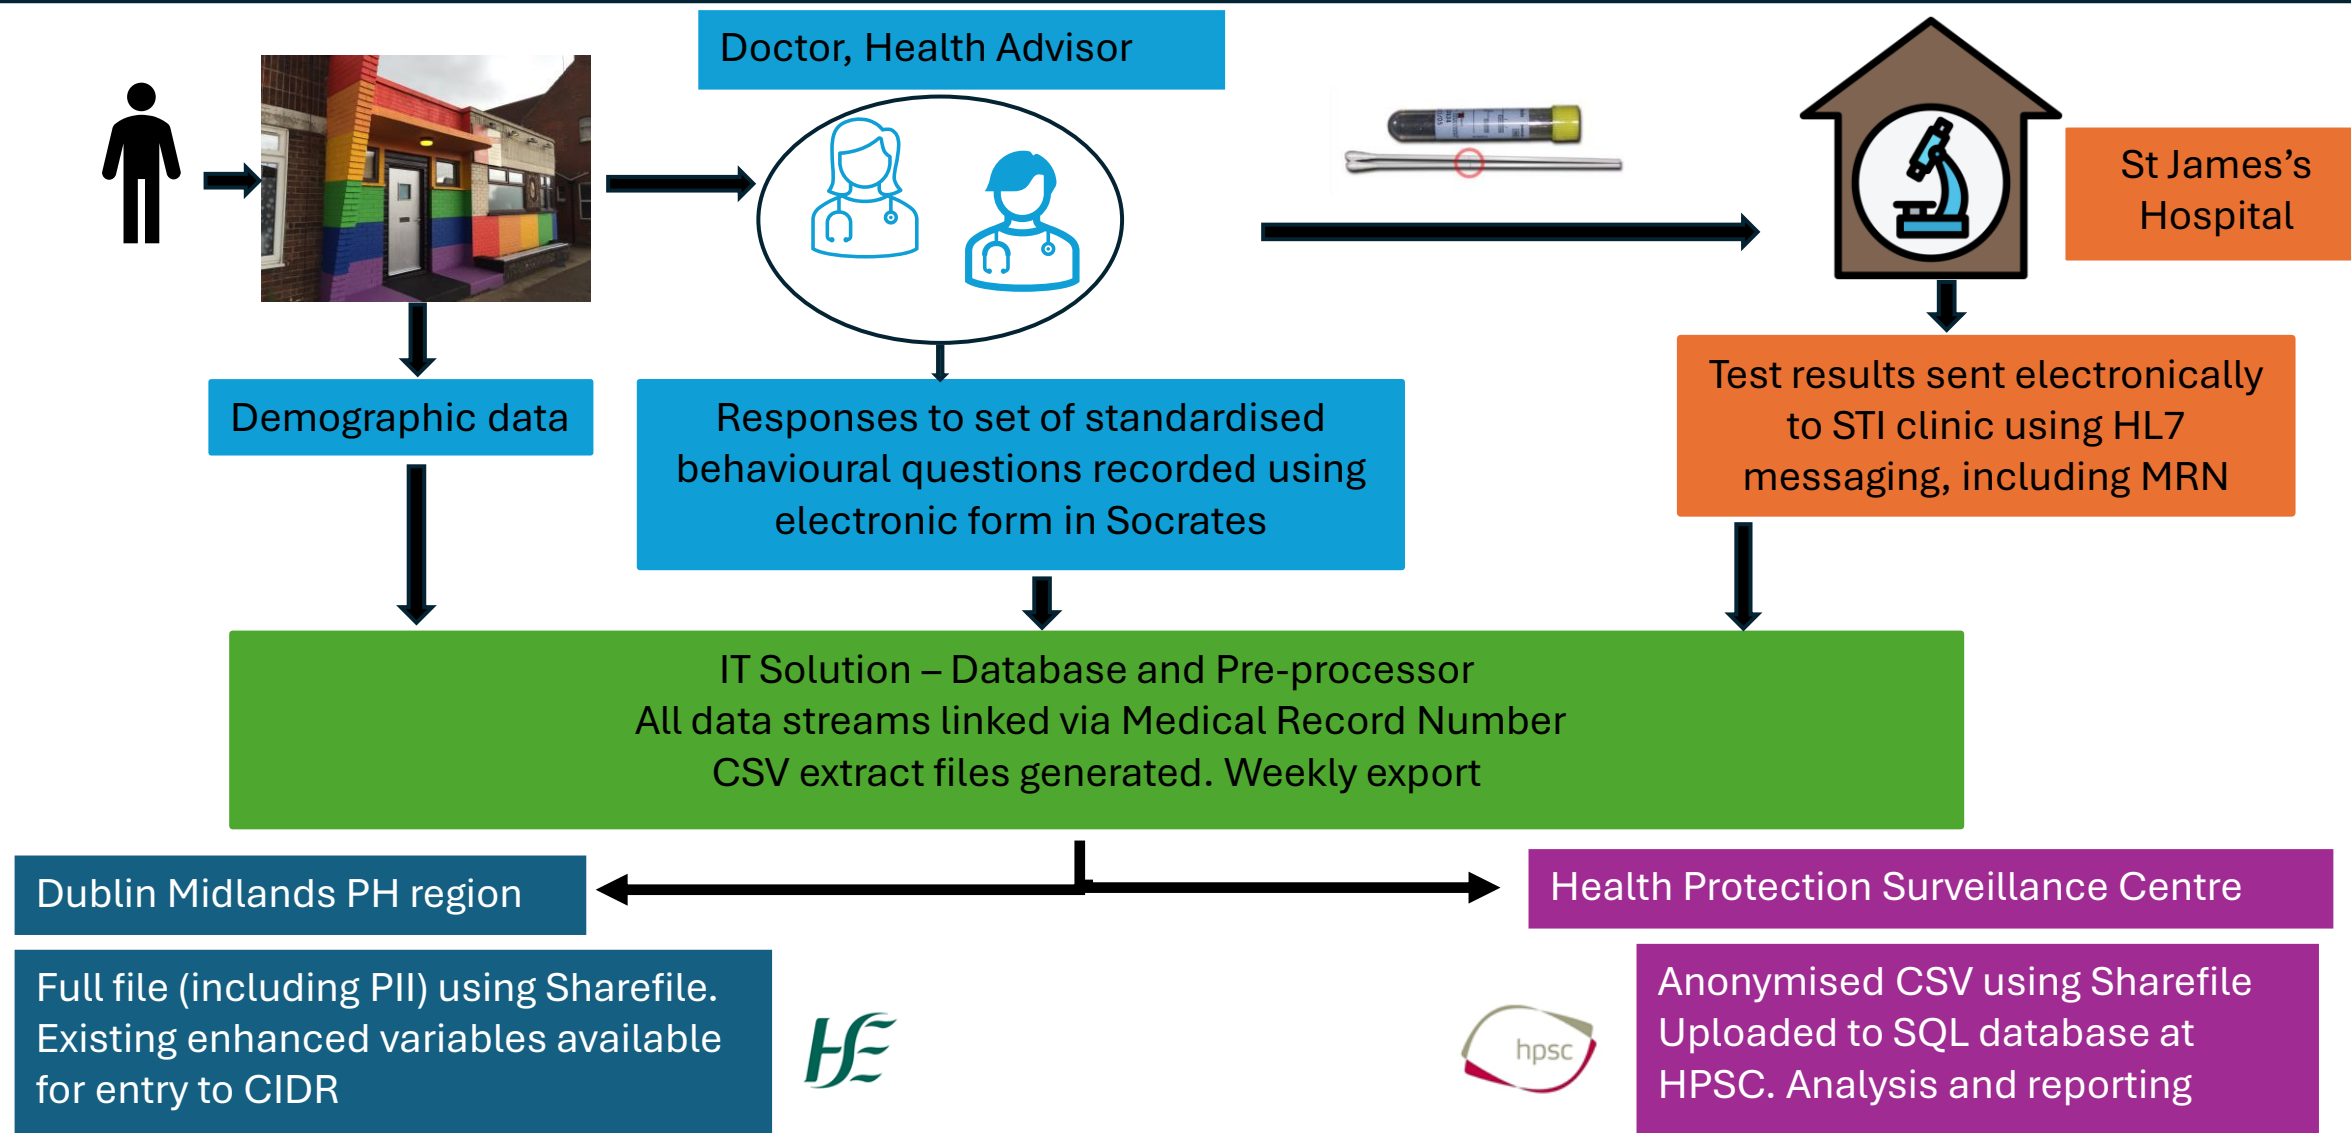 Doctor, Health Advisor
St James’s
Hospital
Demographic data
Responses to set of standardised
behavioural questions recorded using
electronic form in Socrates
Test results sent electronically
to STI clinic using HL7
messaging, including MRN
IT Solution – Database and Pre-processor
All data streams linked via Medical Record Number
CSV extract files generated. Weekly export
Dublin Midlands PH region
Health Protection Surveillance Centre
Full file (including PII) using Sharefile.
Existing enhanced variables available
for entry to CIDR
HSE
hpsc
Anonymised CSV using Sharefile
Uploaded to SQL database at
HPSC. Analysis and reporting